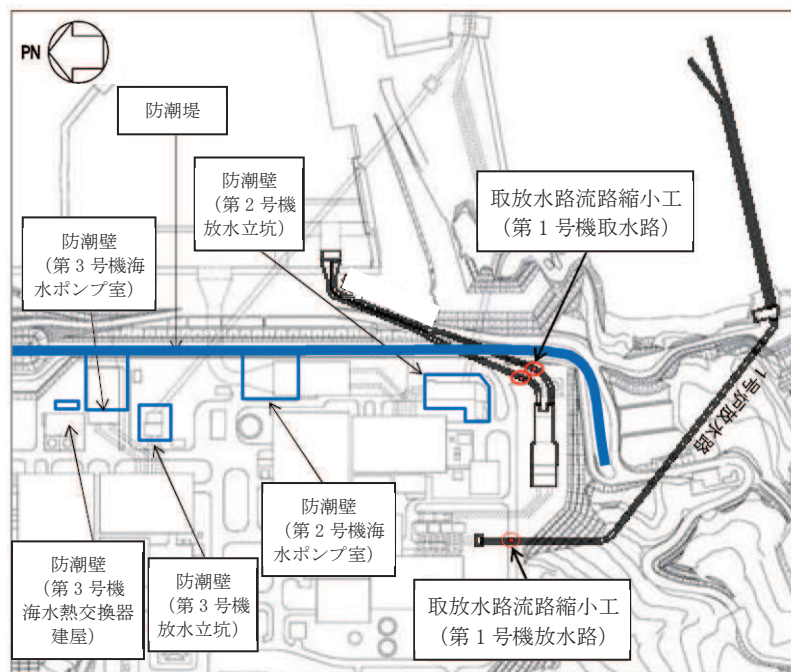 PN
防潮堤
防潮壁
（第２号機
放水立坑）
取放水路流路縮小工
（第１号機取水路）
防潮壁
（第３号機海
水ポンプ室）
1号炉放水路
防潮壁
（第２号機海
水ポンプ室）
防潮壁
（第３号機
海水熱交換器
建屋）
防潮壁
（第３号機
放水立坑）
取放水路流路縮小工
（第１号機放水路）